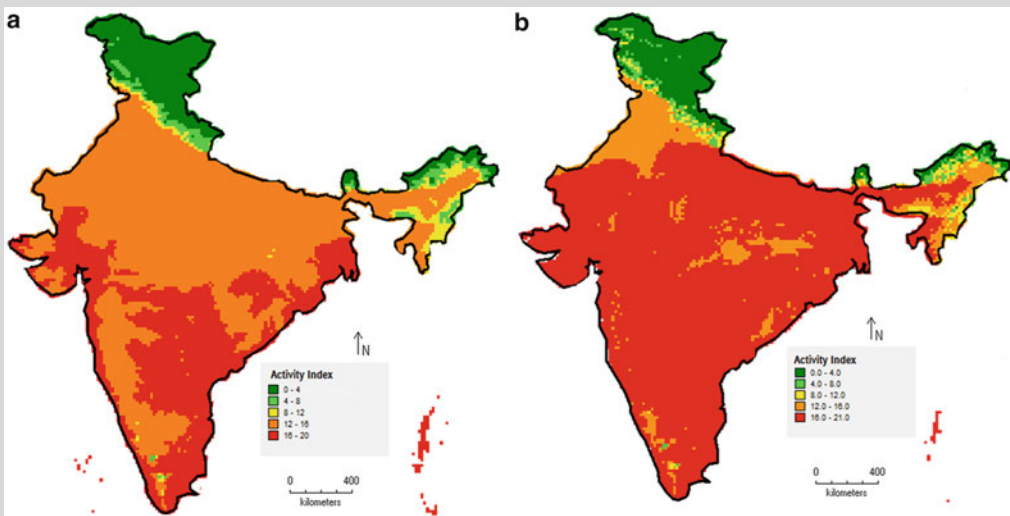 a
N
Activity Index
0 - 4
4 - 8
8 - 12
12 - 16
16 - 20
0 400
kilometers
b
N
Activity Index
0.0 - 4.0
4.0 - 8.0
8.0 - 12.0
12.0 - 16.0
16.0 - 21.0
0 400
kilometers